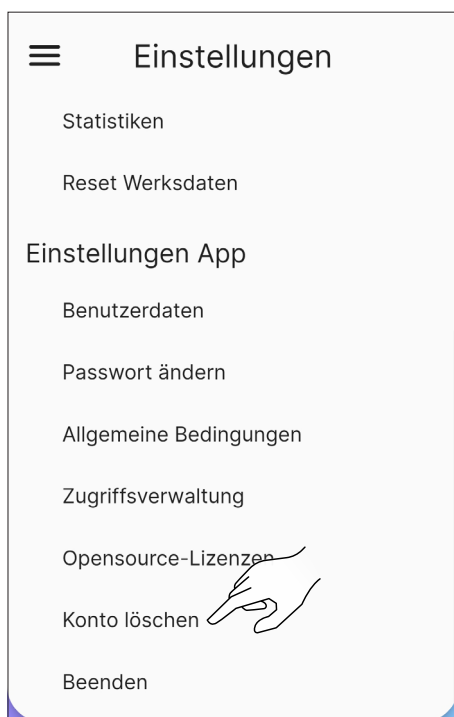 Einstellungen
Statistiken
Reset Werksdaten
Einstellungen App
Benutzerdaten
Passwort ändern
Allgemeine Bedingungen
Zugriffsverwaltung
Opensource-Lizenzen
Konto löschen
Beenden